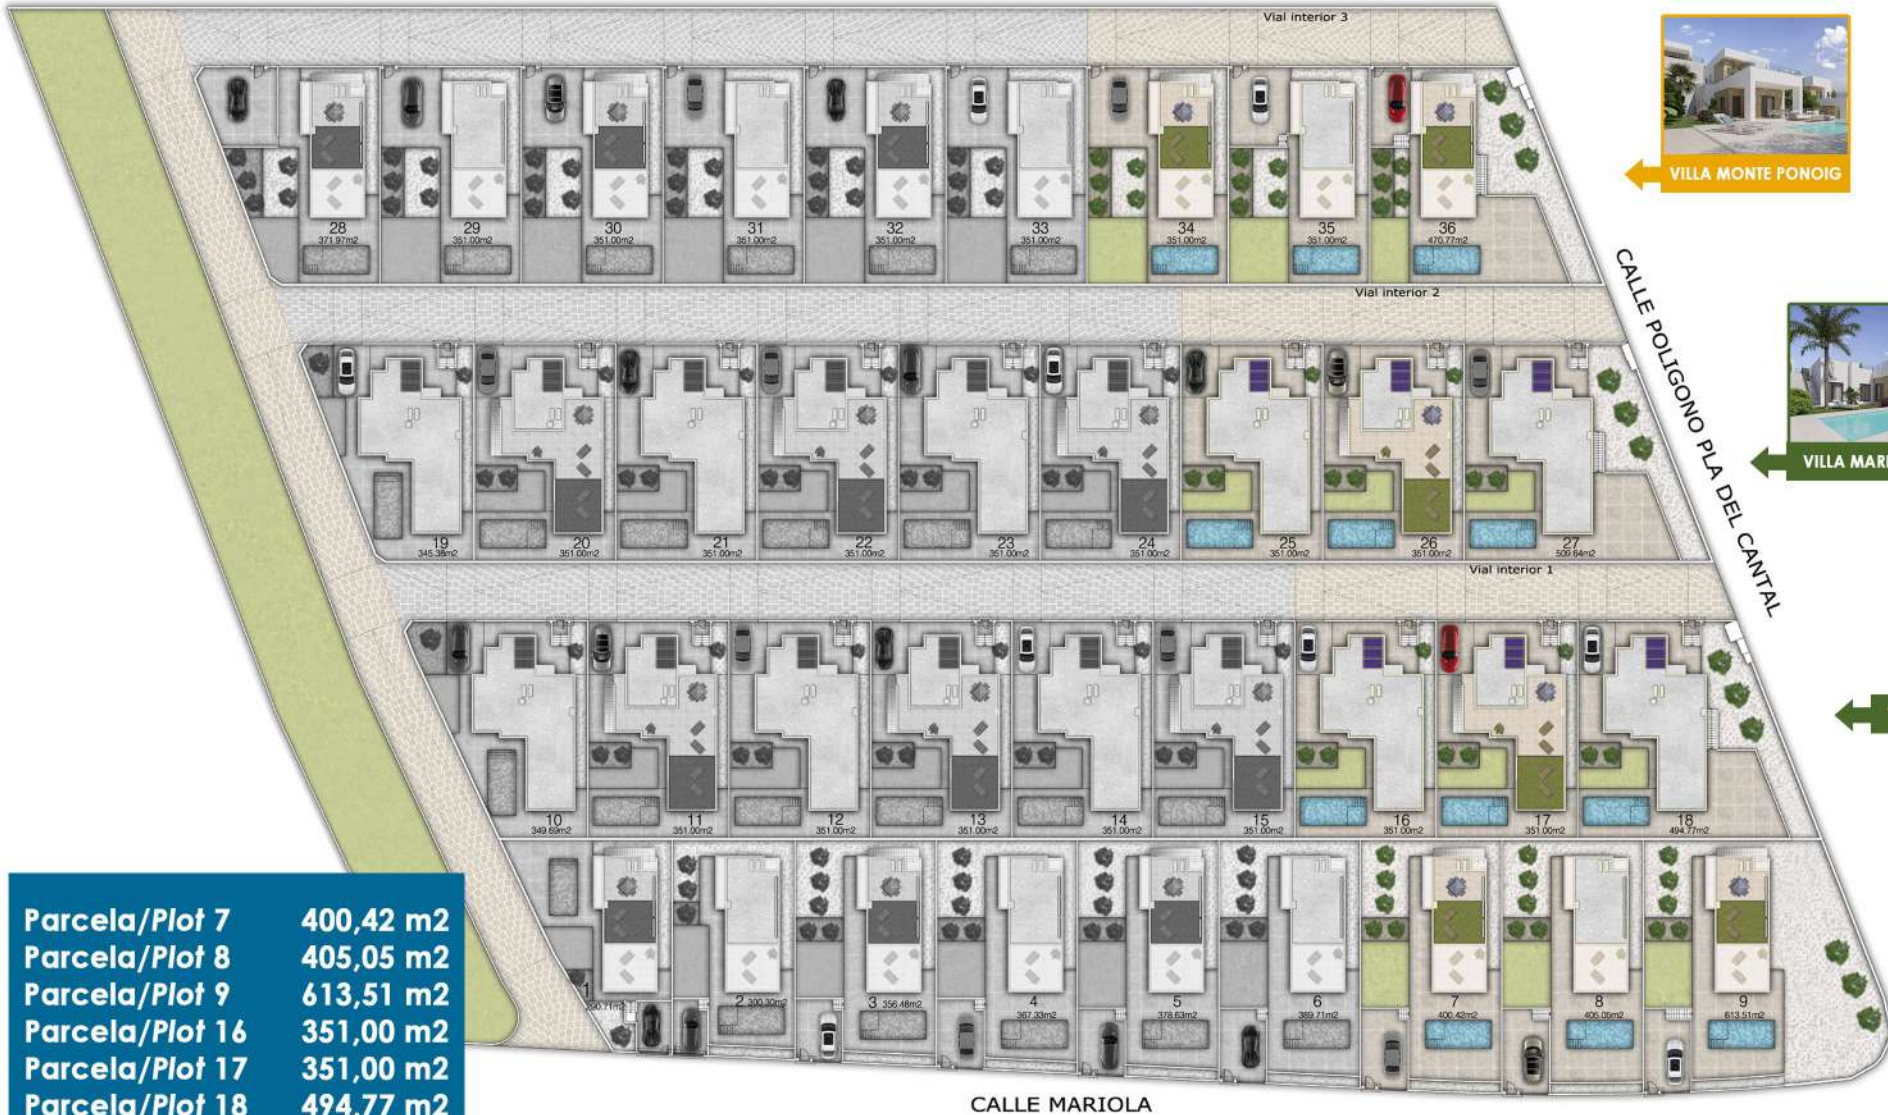 Vial interior 3
VILLA MONTE PONOIG
28
371.97m2
29
351.00m2
30
351.00m2
31
351.00m2
32
351.00m2
33
351.00m2
34
351.00m2
35
351.00m2
36
470.77m2
CALLE POLIGONO PLA DEL CANTAL
Vial interior 2
VILLA MARI
19
345.38m2
20
351.00m2
21
351.00m2
22
351.00m2
23
351.00m2
24
351.00m2
25
351.00m2
26
351.00m2
27
509.64m2
Vial interior 1
10
349.69m2
11
351.00m2
12
351.00m2
13
351.00m2
14
351.00m2
15
351.00m2
16
351.00m2
17
351.00m2
18
494.77m2
1
2 300.30m2
3 356.48m2
4
367.33m2
5
378.63m2
6
389.71m2
7
400.42m2
8
405.05m2
9
613.51m2
Parcela/Plot 7 400,42 m2
Parcela/Plot 8 405,05 m2
Parcela/Plot 9 613,51 m2
Parcela/Plot 16 351,00 m2
Parcela/Plot 17 351,00 m2
Parcela/Plot 18 494,77 m2
CALLE MARIOLA